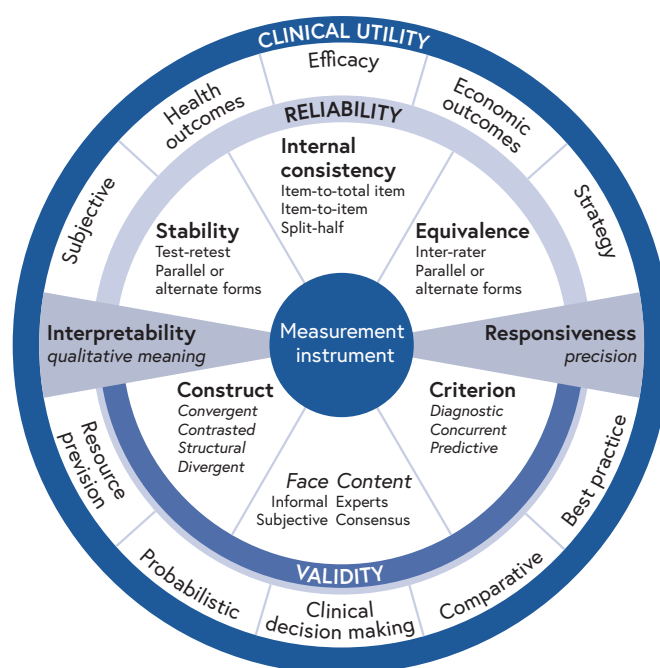 CLINICAL UTILITY
Subjective
Health
outcomes
Efficacy
Economic
outcomes
Strategy
RELIABILITY
Internal
consistency
Item-to-total item
Item-to-item
Split-half
Stability
Test-retest
Parallel or
alternate forms
Equivalence
Inter-rater
Parallel or
alternate forms
Interpretability
qualitative meaning
Measurement
instrument
Responsiveness
precision
Construct
Convergent
Contrasted
Structural
Divergent
Face Content
Informal Experts
Subjective Consensus
Criterion
Diagnostic
Concurrent
Predictive
VALIDITY
Resource
prevision
Probabilistic
Clinical
decision making
Comparative
Best practice